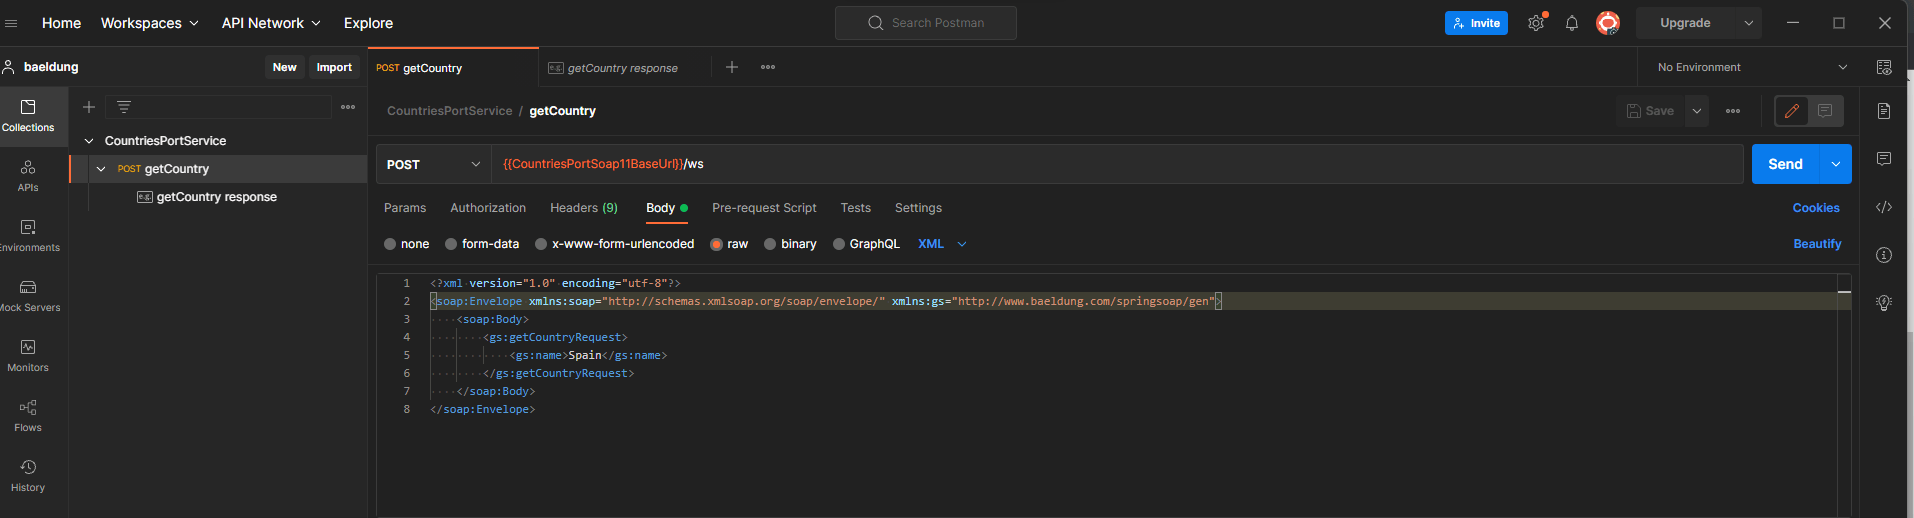 Home Workspaces API Network Explore Search Postman Invite Upgrade
baeldung New Import POST getCountry e.g. getCountry response No Environment
Collections
CountriesPortService / getCountry Save
CountriesPortService
POST getCountry
e.g. getCountry response
APIs
Environments
Mock Servers
Monitors
Flows
History
POST {{CountriesPortSoap11BaseUrl}}/ws Send
Params Authorization Headers (9) Body Pre-request Script Tests Settings Cookies
none form-data x-www-form-urlencoded raw binary GraphQL XML Beautify
1 <?xml version="1.0" encoding="utf-8"?>
2 <soap:Envelope xmlns:soap="http://schemas.xmlsoap.org/soap/envelope/" xmlns:gs="http://www.baeldung.com/springsoap/gen">
3 <soap:Body>
4 <gs:getCountryRequest>
5 <gs:name>Spain</gs:name>
6 </gs:getCountryRequest>
7 </soap:Body>
8 </soap:Envelope>